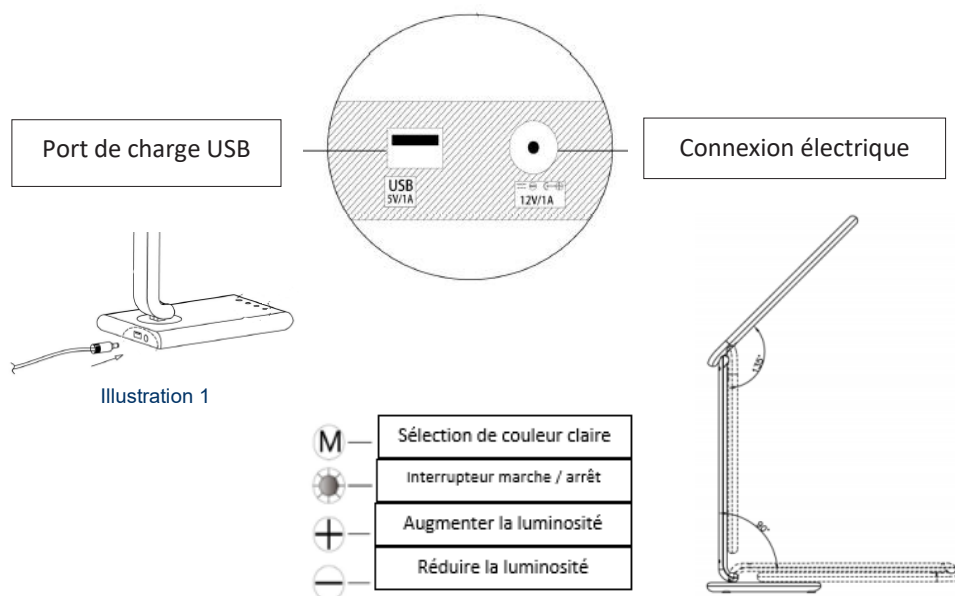 Port de charge USB
Connexion électrique
USB
5V/1A
12V/1A
Illustration 1
135°
M
Sélection de couleur claire
Interrupteur marche / arrêt
Augmenter la luminosité
Réduire la luminosité
90°